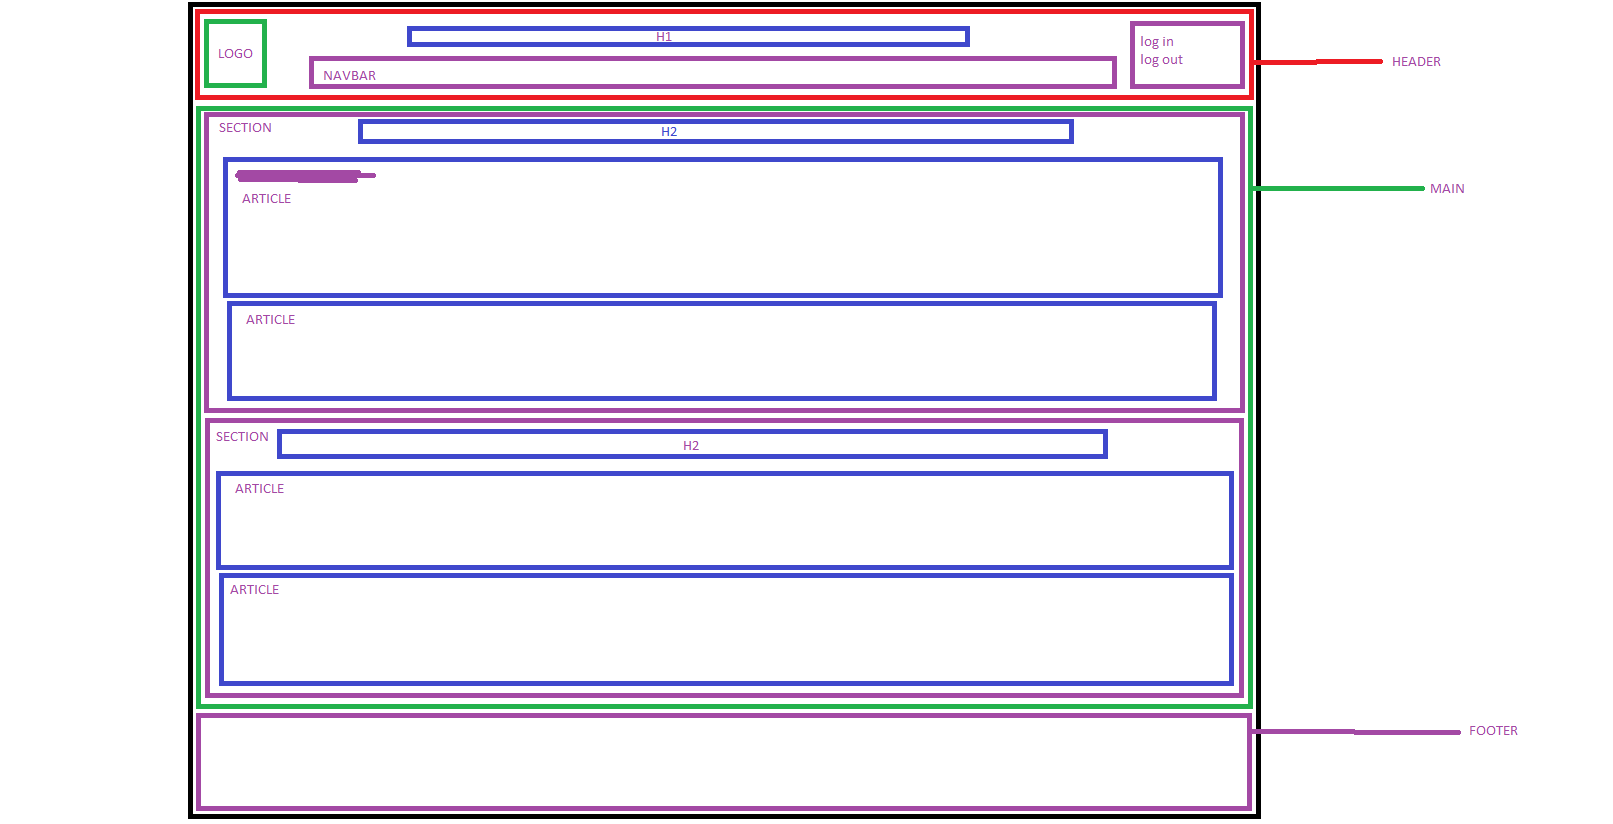 LOGO
H1
NAVBAR
log in
log out
HEADER
SECTION
H2
ARTICLE
MAIN
ARTICLE
SECTION
H2
ARTICLE
ARTICLE
FOOTER